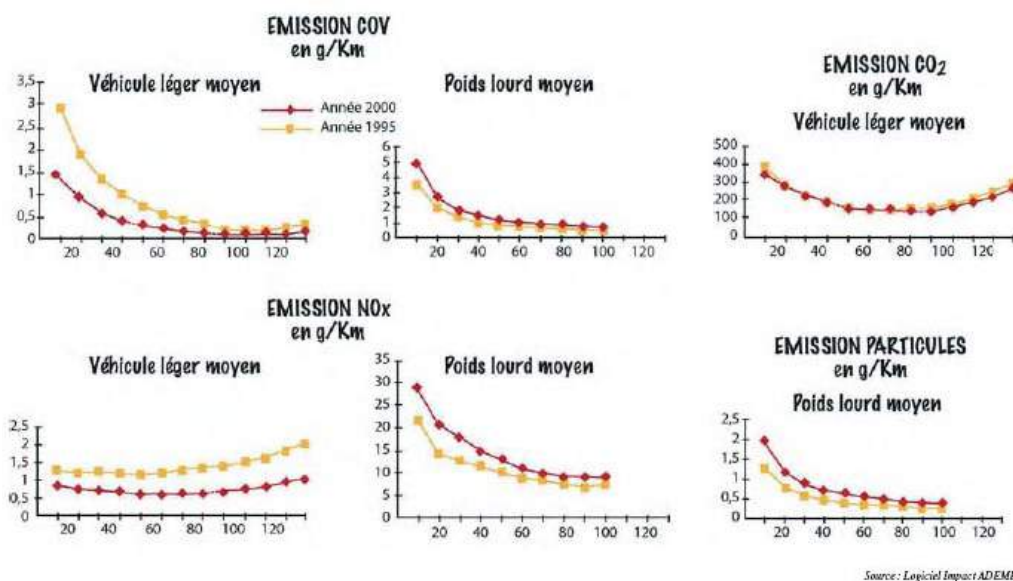 EMISSION COV
en g/Km
Véhicule léger moyen
3,5
3
2,5
2
1,5
1
0,5
0
20 40 60 80 100 120
Année 2000
Année 1995
Poids lourd moyen
6
5
4
3
2
1
0
20 40 60 80 100 120
EMISSION CO2
en g/Km
Véhicule léger moyen
500
400
300
200
100
0
20 40 60 80 100 120
EMISSION NOx
en g/Km
Véhicule léger moyen
2,5
2
1,5
1
0,5
0
20 40 60 80 100 120
Poids lourd moyen
35
30
25
20
15
10
5
0
20 40 60 80 100 120
EMISSION PARTICULES
en g/Km
Poids lourd moyen
2,5
2
1,5
1
0,5
0
20 40 60 80 100 120
Source : Logiciel Impact ADEME